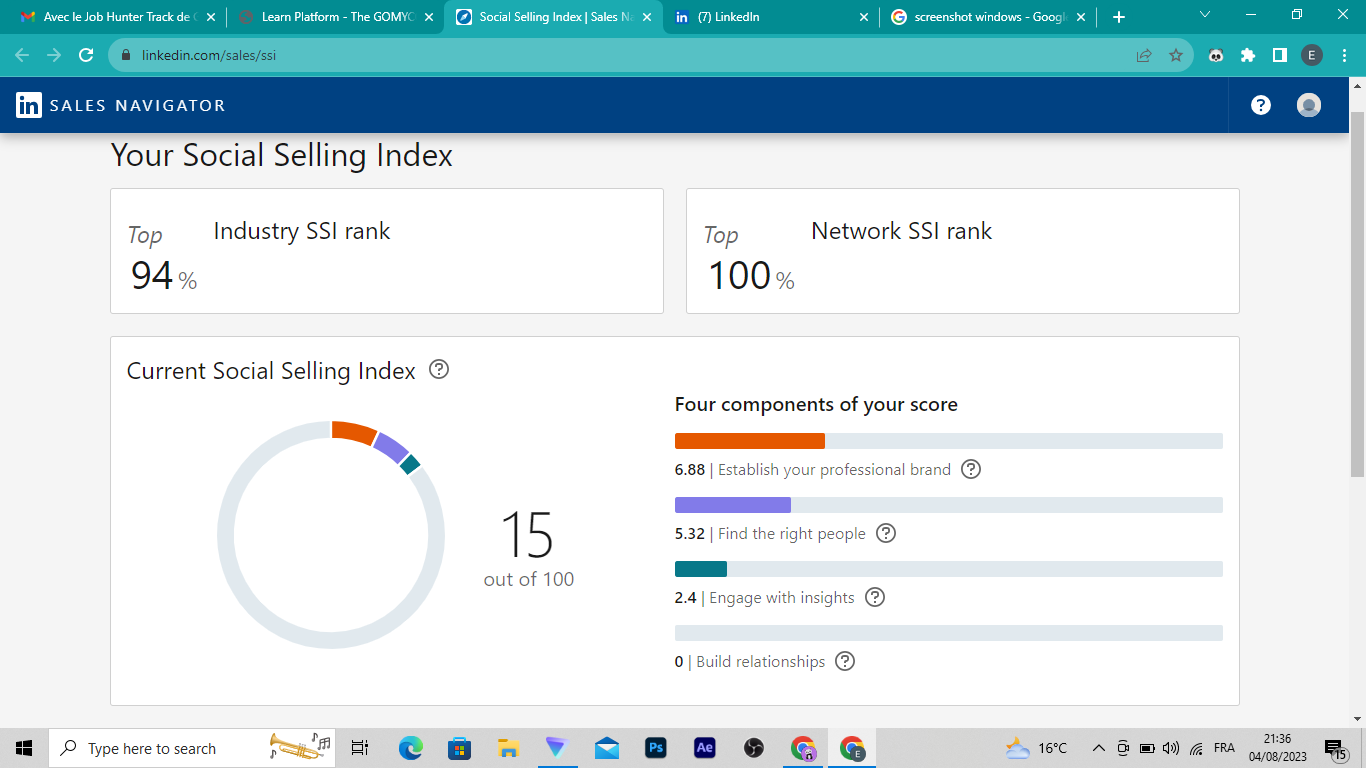 Avec le Job Hunter Track de
Learn Platform - The GOMYC
Social Selling Index | Sales Na
(7) LinkedIn
screenshot windows - Google
linkedin.com/sales/ssi
E
in SALES NAVIGATOR
?
Your Social Selling Index
Top
94 %
Industry SSI rank
Top
100 %
Network SSI rank
Current Social Selling Index ?
15
out of 100
Four components of your score
6.88 | Establish your professional brand ?
5.32 | Find the right people ?
2.4 | Engage with insights ?
0 | Build relationships ?
Type here to search
Ps
Ae
E
16°C
FRA
21:36
04/08/2023
15